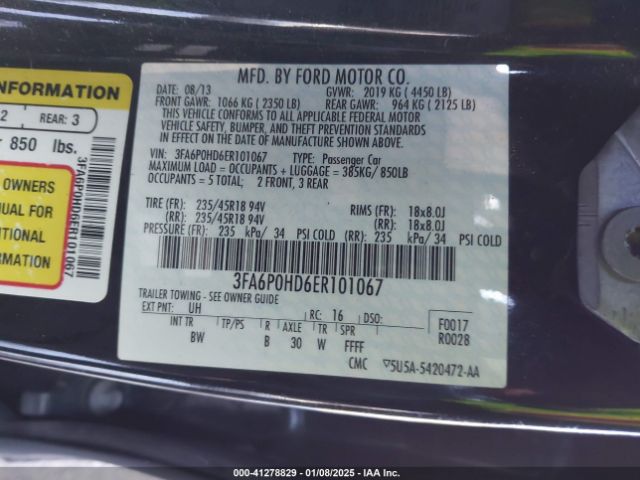 INFORMATION
2 REAR: 3
850 lbs.
OWNERS
MANUAL FOR
ADDITIONAL
INFORMATION
3FA6P0HD6ER101067
MFD. BY FORD MOTOR CO.
DATE: 08/13 GVWR: 2019 KG ( 4450 LB)
FRONT GAWR: 1066 KG ( 2350 LB) REAR GAWR: 964 KG ( 2125 LB)
THIS VEHICLE CONFORMS TO ALL APPLICABLE FEDERAL MOTOR VEHICLE
SAFETY, BUMPER, AND THEFT PREVENTION STANDARDS IN EFFECT ON THE
DATE OF MANUFACTURE SHOWN ABOVE.
VIN: 3FA6P0HD6ER101067 TYPE: Passenger Car
MAXIMUM LOAD = OCCUPANTS + LUGGAGE = 385KG/ 850LB
OCCUPANTS = 5 TOTAL; 2 FRONT, 3 REAR
TIRE (FR): 235/45R18 94V RIMS (FR): 18x8.0J
(RR): 235/45R18 94V (RR): 18x8.0J
PRESSURE (FR): 235 kPa/ 34 PSI COLD (RR): 235 kPa/ 34 PSI COLD
3FA6P0HD6ER101067
TRAILER TOWING - SEE OWNER GUIDE
EXT PNT: UH RC: 16 DSO: F0017
INT TR TP/PS R AXLE TR SPR R0028
BW B 30 W FFFF
CMC 5U5A-5420472-AA
000-41278829 - 01/08/2025 - IAA Inc.